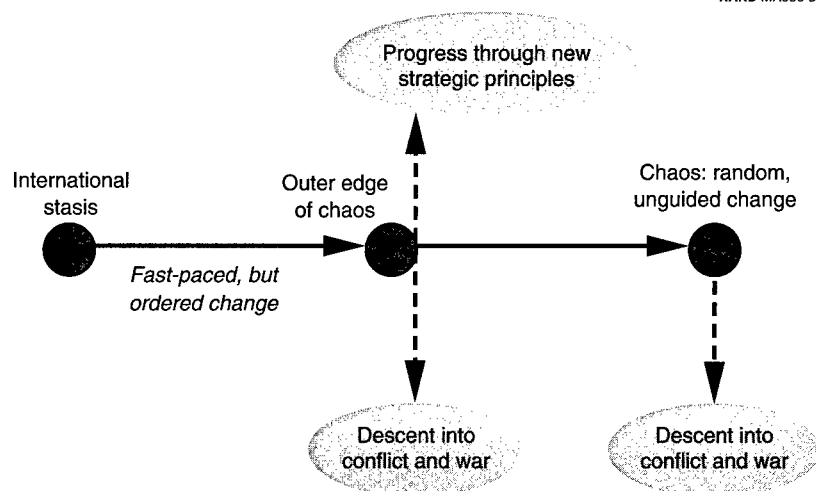 Progress through new
strategic principles
International
stasis
Outer edge
of chaos
Chaos: random,
unguided change
Fast-paced, but
ordered change
Descent into
conflict and war
Descent into
conflict and war